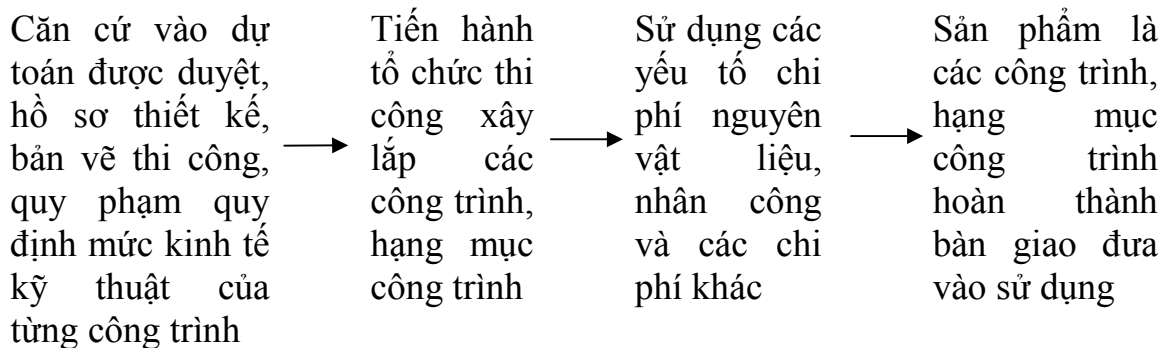 Căn cứ vào dự
toán được duyệt,
hồ sơ thiết kế,
bản vẽ thi công,
quy phạm quy
định mức kinh tế
kỹ thuật của
từng công trình
Tiến hành
tổ chức thi
công xây
lắp các
công trình,
hạng mục
công trình
Sử dụng các
yếu tố chi
phí nguyên
vật liệu,
nhân công
và các chi
phí khác
Sản phẩm là
các công trình,
hạng mục
công trình
hoàn thành
bàn giao đưa
vào sử dụng